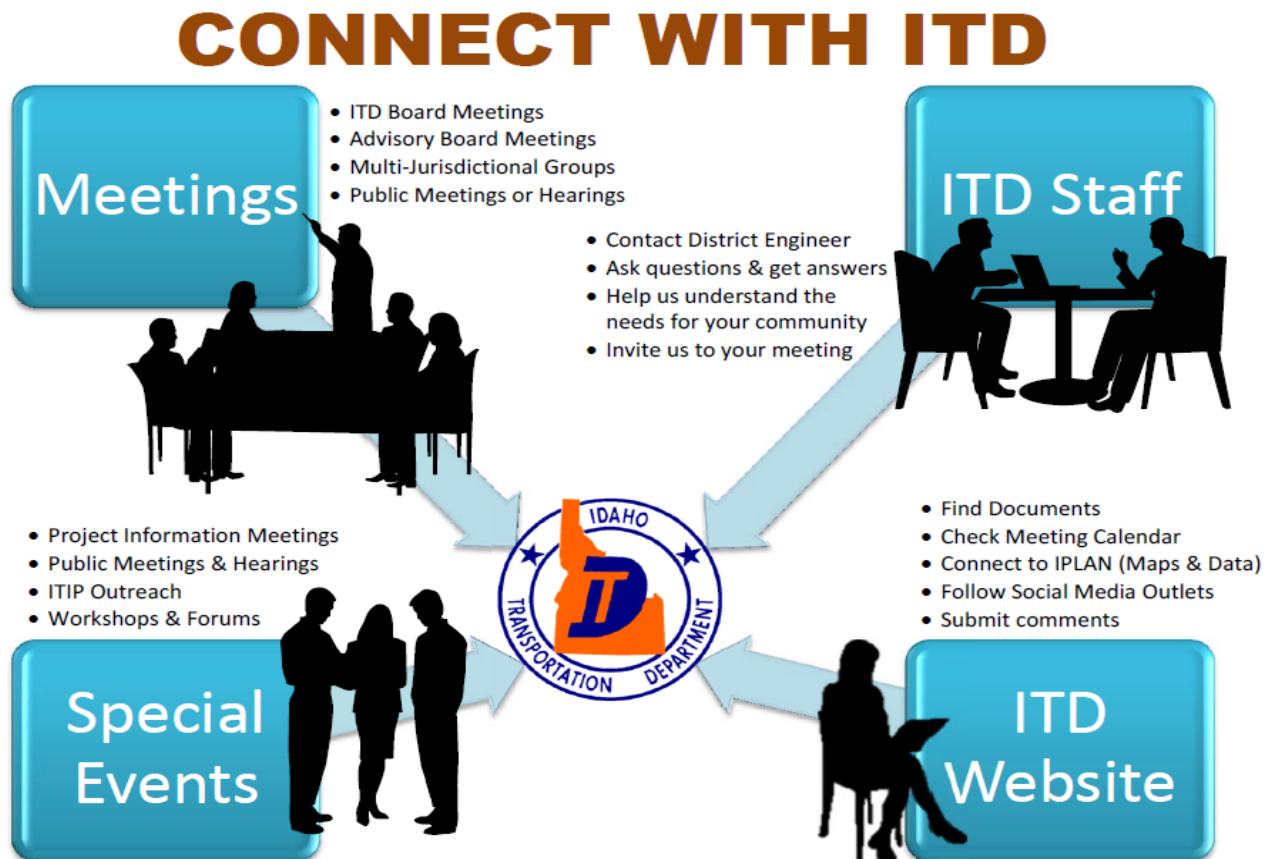 CONNECT WITH ITD
Meetings
• ITD Board Meetings
• Advisory Board Meetings
• Multi-Jurisdictional Groups
• Public Meetings or Hearings
ITD Staff
• Contact District Engineer
• Ask questions & get answers
• Help us understand the
needs for your community
• Invite us to your meeting
• Project Information Meetings
• Public Meetings & Hearings
• ITIP Outreach
• Workshops & Forums
Special
Events
IDAHO
TRANSPORTATION DEPARTMENT
ITD
• Find Documents
• Check Meeting Calendar
• Connect to IPLAN (Maps & Data)
• Follow Social Media Outlets
• Submit comments
ITD
Website